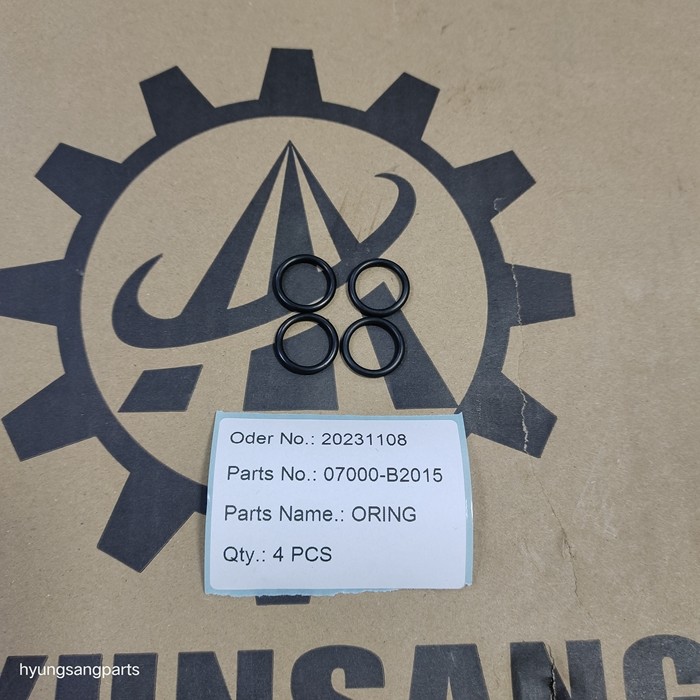 Oder No.: 20231108
Parts No.: 07000-B2015
Parts Name.: ORING
Qty.: 4 PCS
hyungsangparts